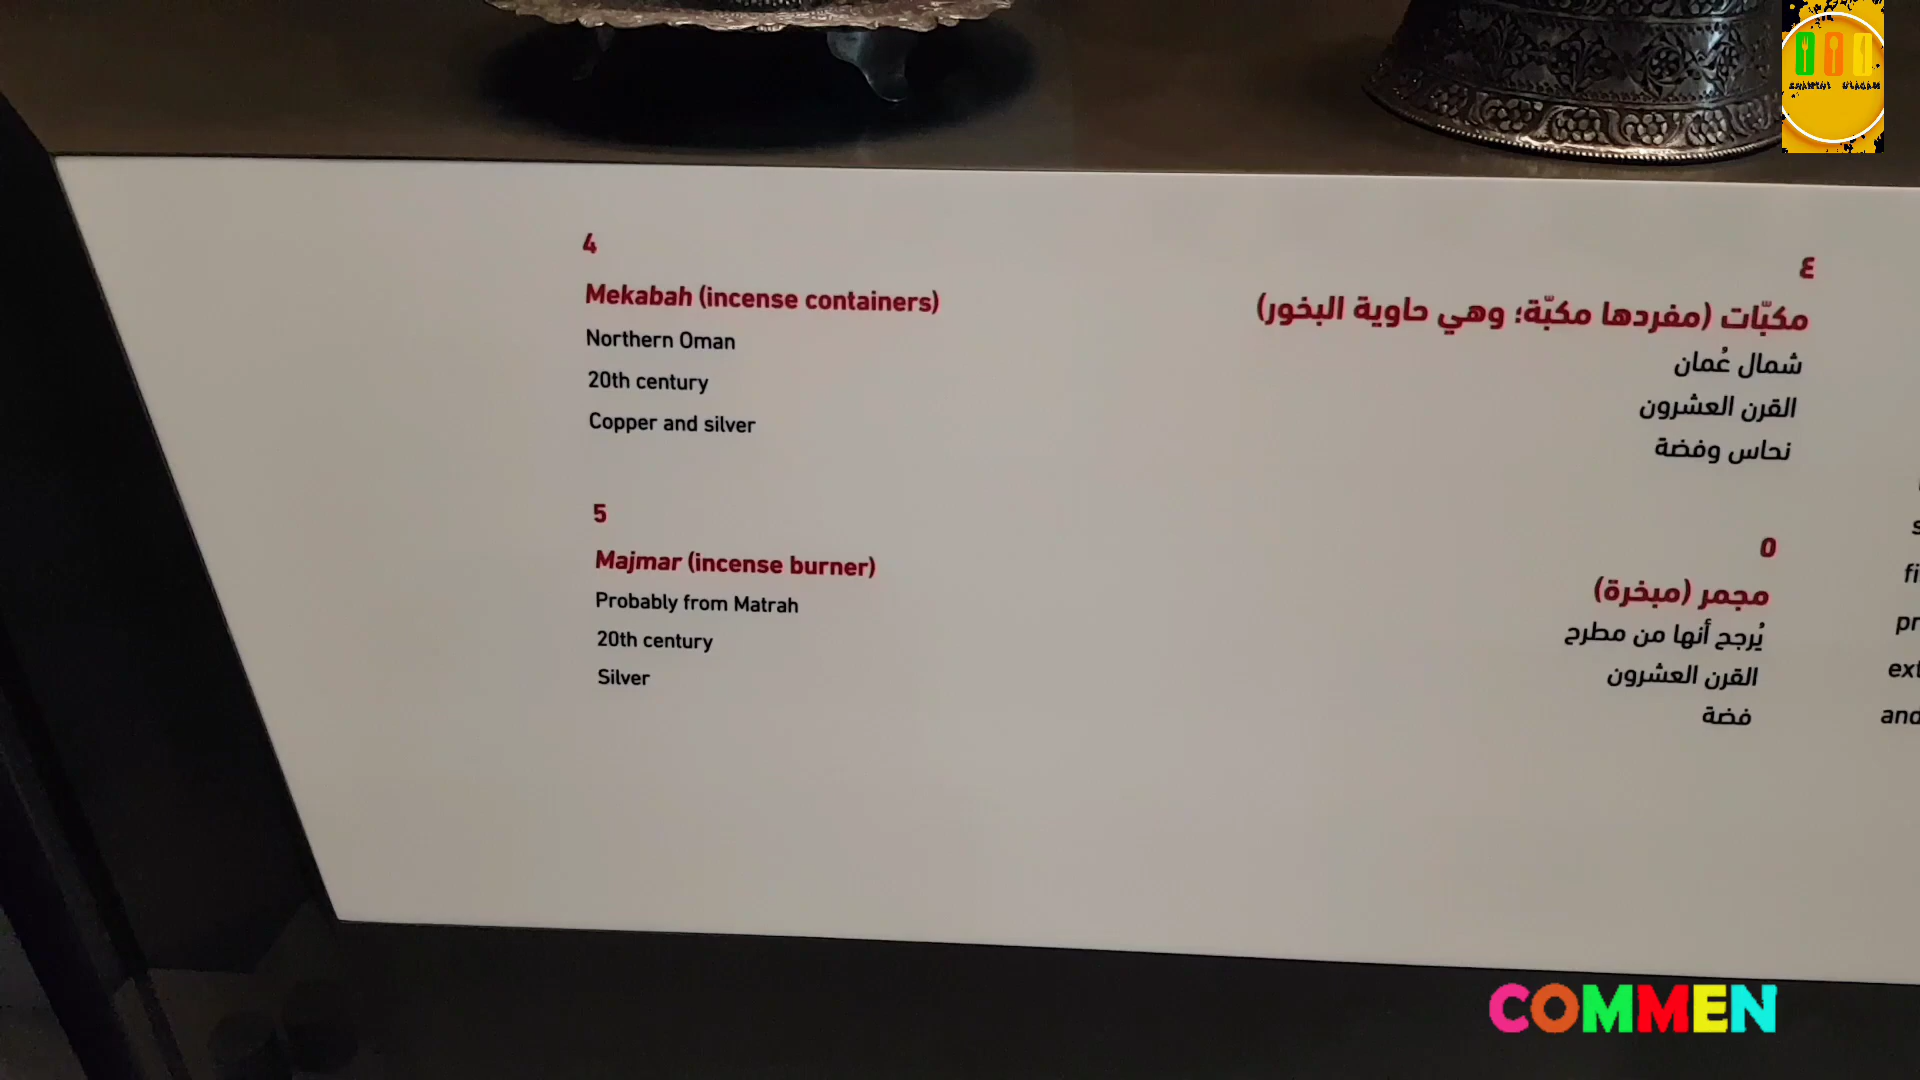 4
Mekabah (incense containers)
Northern Oman
20th century
Copper and silver
5
Majmar (incense burner)
Probably from Matrah
20th century
Silver
٤
مكبّات (مفردها مكبّة؛ وهي حاوية البخور)
شمال عُمان
القرن العشرون
نحاس وفضة
٥
مجمر (مبخرة)
يُرجح أنها من مطرح
القرن العشرون
فضة
and
COMMEN